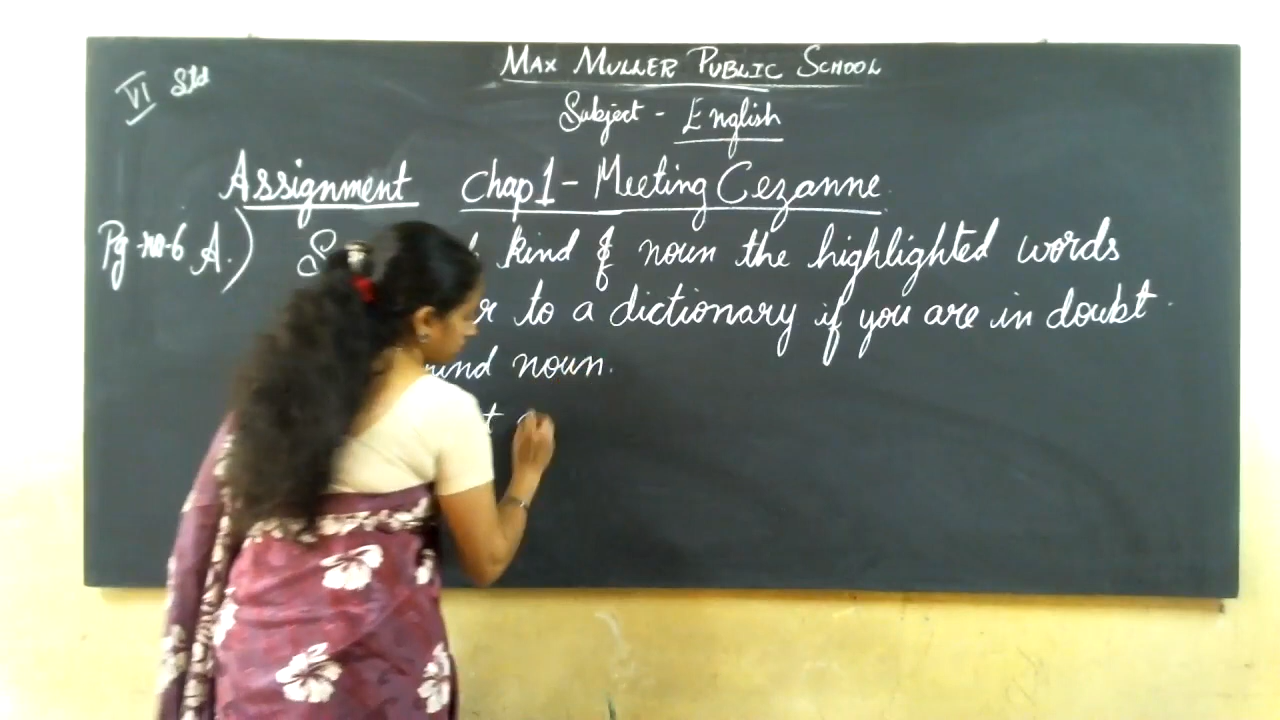 VI Std
MAX MULLER PUBLIC SCHOOL
Subject - English
Assignment Chap 1 - Meeting Cezanne
Pg no-6 A.) kind of noun the highlighted words
to a dictionary if you are in doubt.
noun.